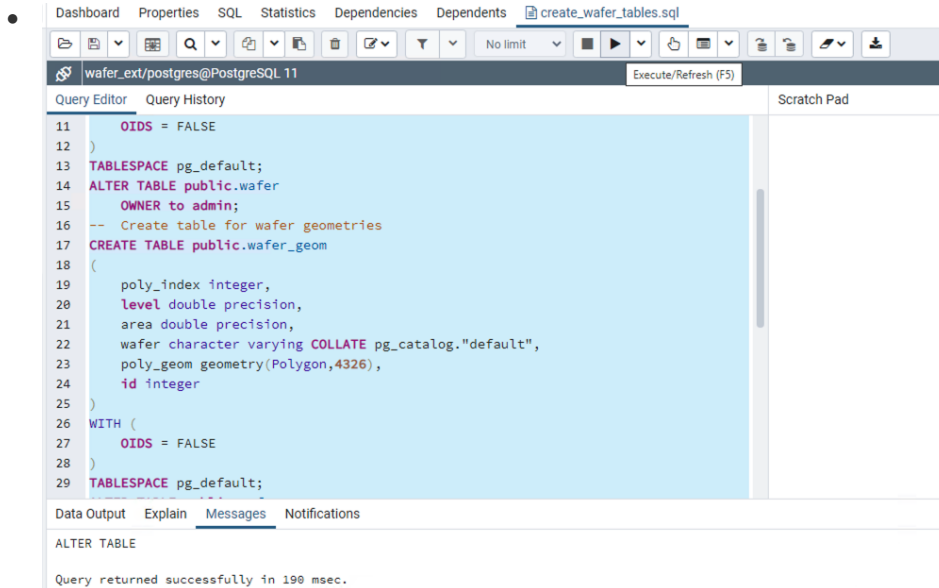 Dashboard Properties SQL Statistics Dependencies Dependents create_wafer_tables.sql
No limit
wafer_ext/postgres@PostgreSQL 11
Execute/Refresh (F5)
Query Editor Query History
Scratch Pad
11 OIDS = FALSE
12 )
13 TABLESPACE pg_default;
14 ALTER TABLE public.wafer
15 OWNER to admin;
16 -- Create table for wafer geometries
17 CREATE TABLE public.wafer_geom
18 (
19 poly_index integer,
20 level double precision,
21 area double precision,
22 wafer character varying COLLATE pg_catalog."default",
23 poly_geom geometry(Polygon,4326),
24 id integer
25 )
26 WITH (
27 OIDS = FALSE
28 )
29 TABLESPACE pg_default;
Data Output Explain Messages Notifications
ALTER TABLE
Query returned successfully in 190 msec.